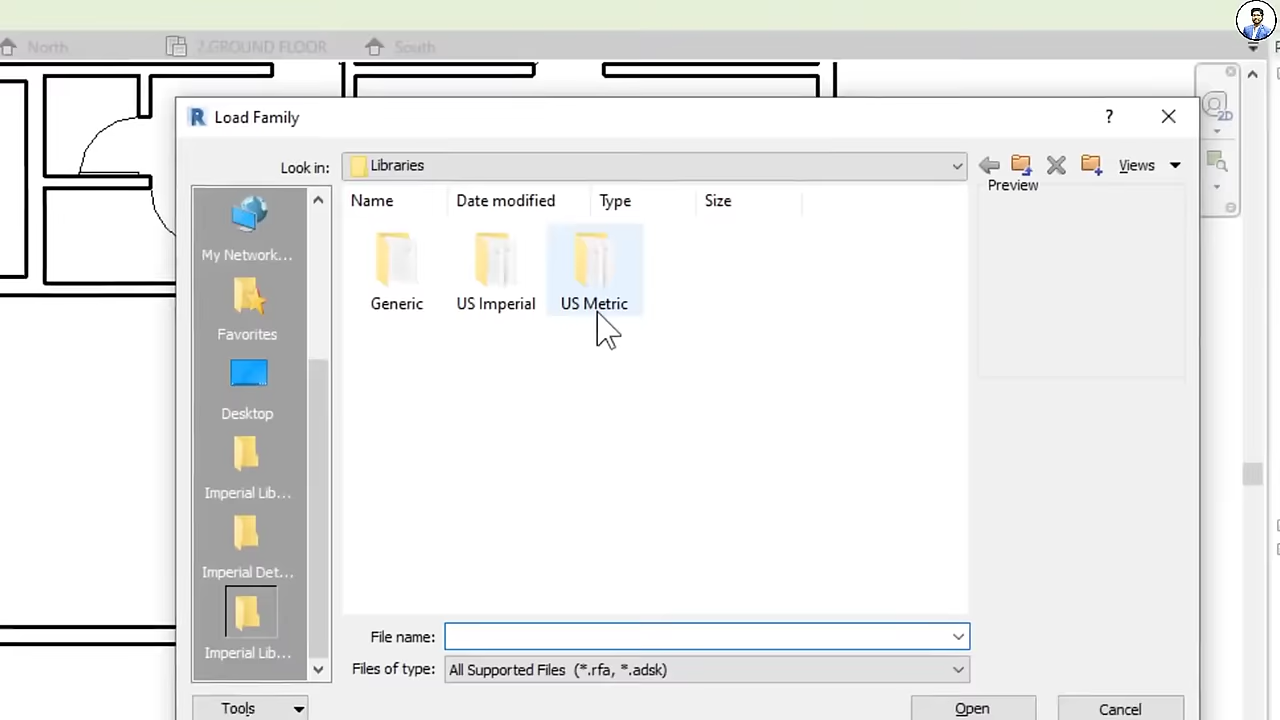 North
2.GROUND FLOOR
South
Load Family
?
Look in:
Libraries
Views
Preview
Name
Date modified
Type
Size
2D
My Network...
Favorites
Desktop
Imperial Lib...
Imperial Det...
Imperial Lib...
Generic
US Imperial
US Metric
File name:
Files of type:
All Supported Files (*.rfa, *.adsk)
Tools
Open
Cancel